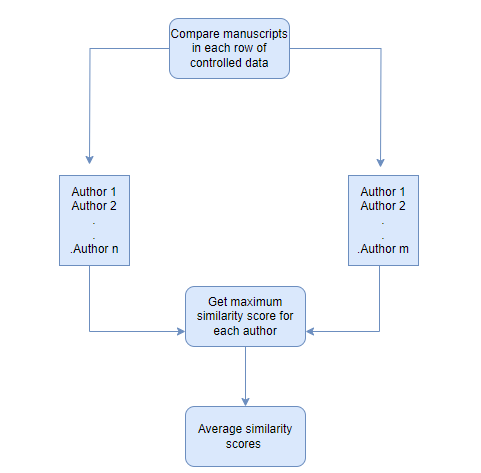 Compare manuscripts
in each row of
controlled data
Author 1
Author 2
.
.
.Author n
Author 1
Author 2
.
.
.Author m
Get maximum
similarity score for
each author
Average similarity
scores